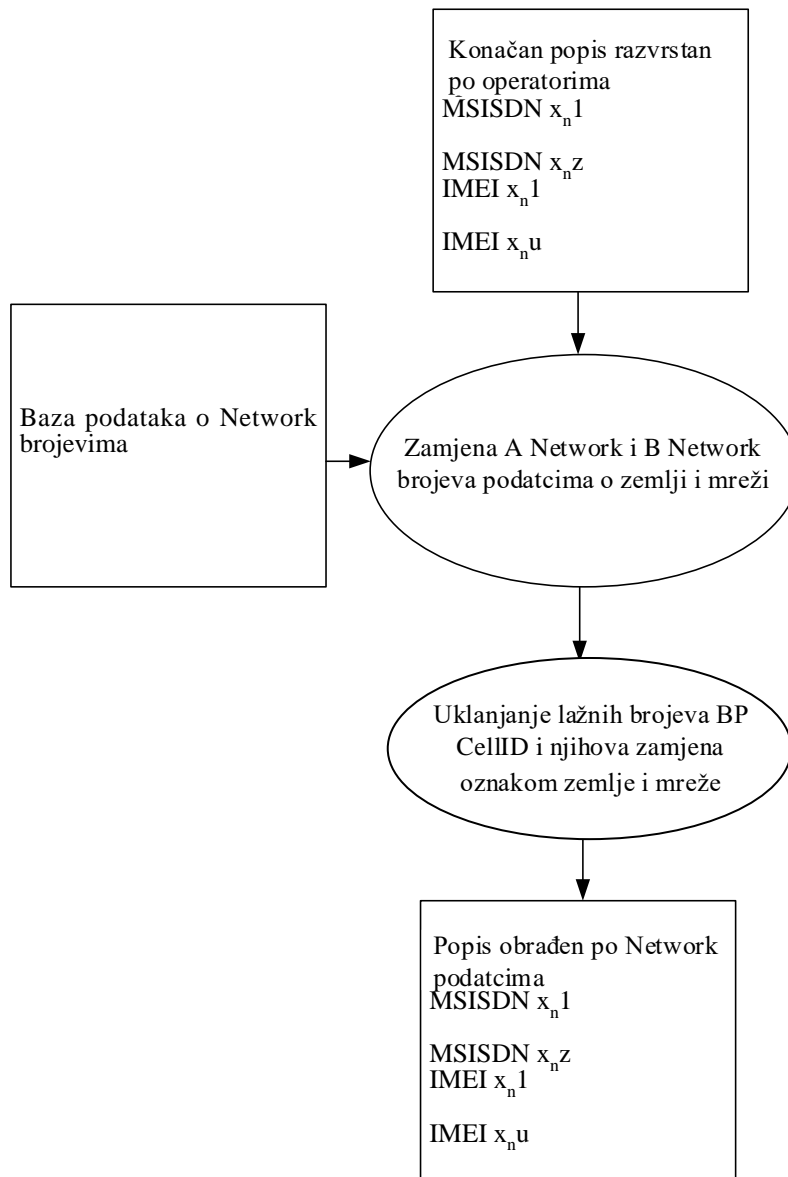 Konačan popis razvrstan
po operatorima
MSISDN xₙ1
MSISDN xₙz
IMEI xₙ1
IMEI xₙu
Baza podataka o Network
brojevima
Zamjena A Network i B Network
brojeva podatcima o zemlji i mreži
Uklanjanje lažnih brojeva BP
CellID i njihova zamjena
oznakom zemlje i mreže
Popis obrađen po Network
podatcima
MSISDN xₙ1
MSISDN xₙz
IMEI xₙ1
IMEI xₙu